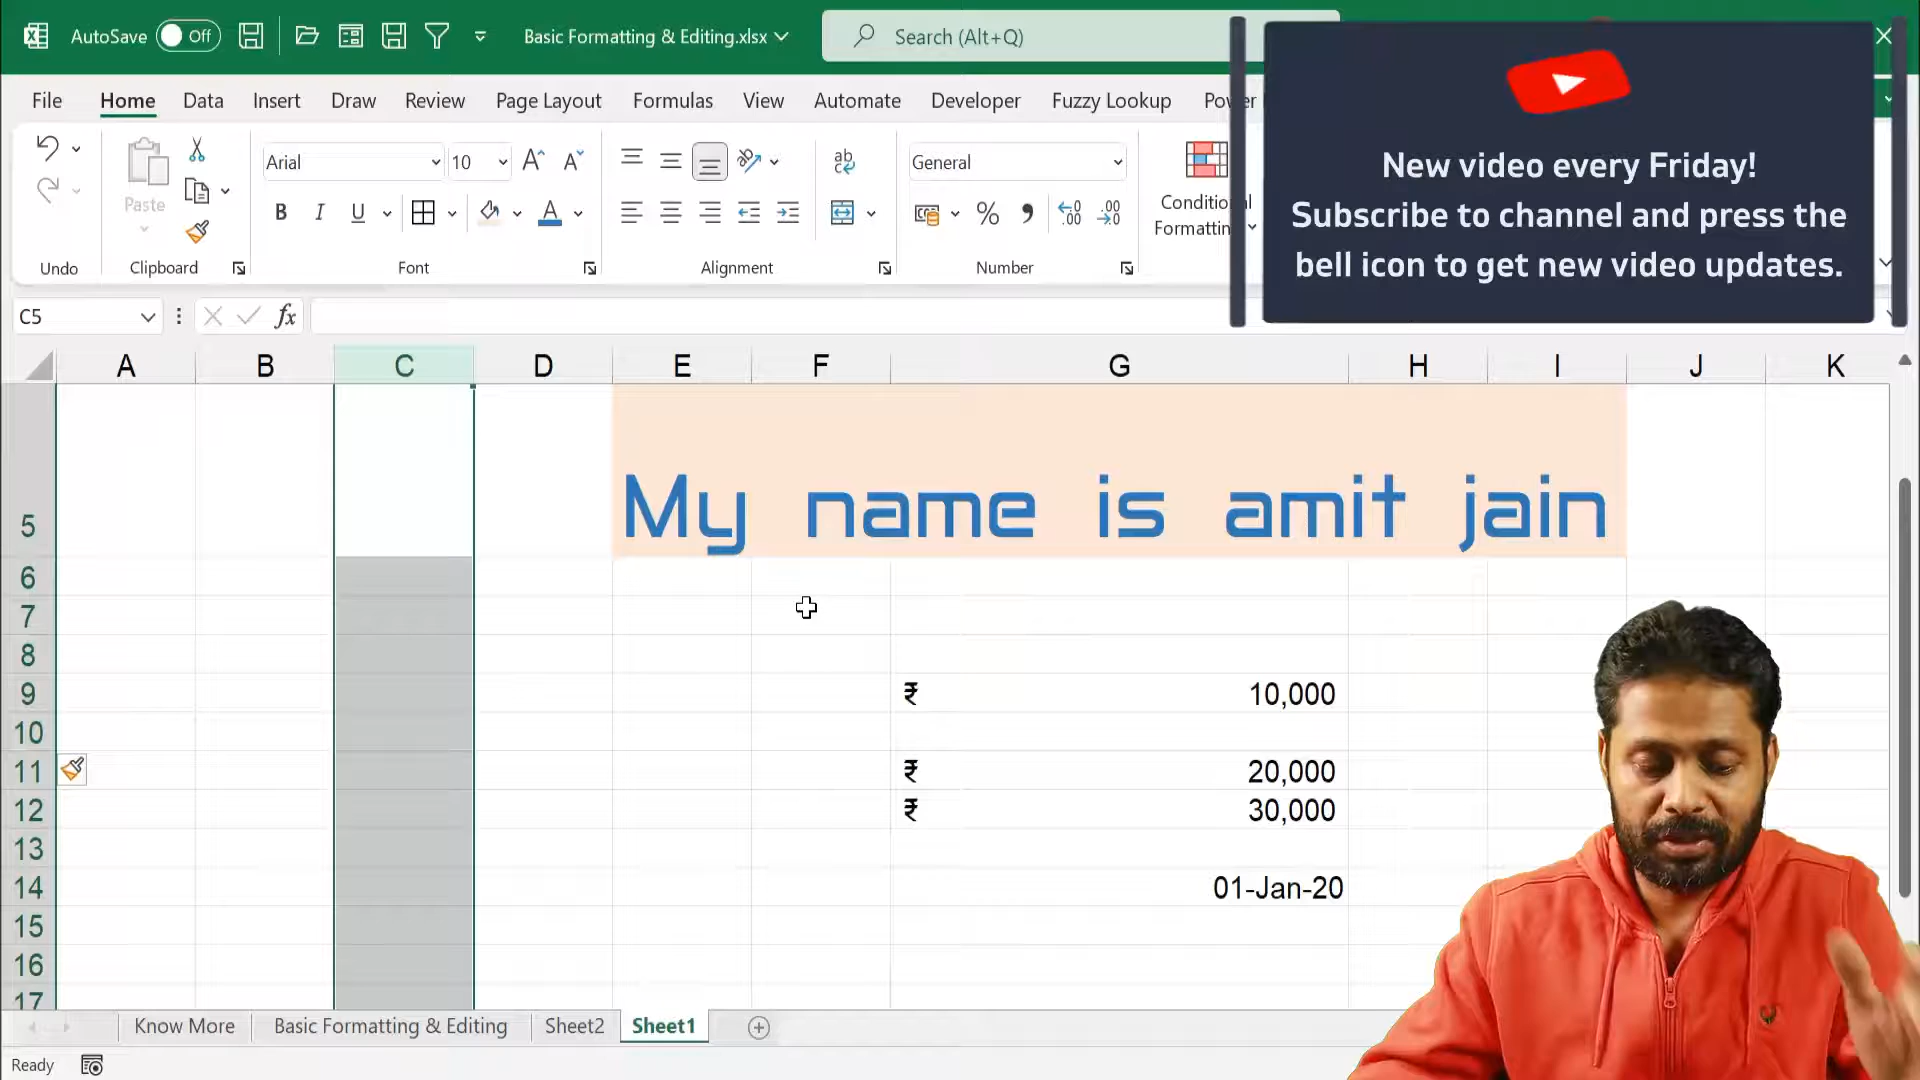 AutoSave Off Basic Formatting & Editing.xlsx Search (Alt+Q)
File Home Data Insert Draw Review Page Layout Formulas View Automate Developer Fuzzy Lookup Power
New video every Friday!
Subscribe to channel and press the
bell icon to get new video updates.
Paste
Arial 10
General
B I U
Undo Clipboard Font Alignment Number
C5 fx
A B C D E F G H I J K
5 My name is amit jain
6
7
8
9 ₹ 10,000
10
11 ₹ 20,000
12 ₹ 30,000
13
14 01-Jan-20
15
16
17
Know More Basic Formatting & Editing Sheet2 Sheet1
Ready